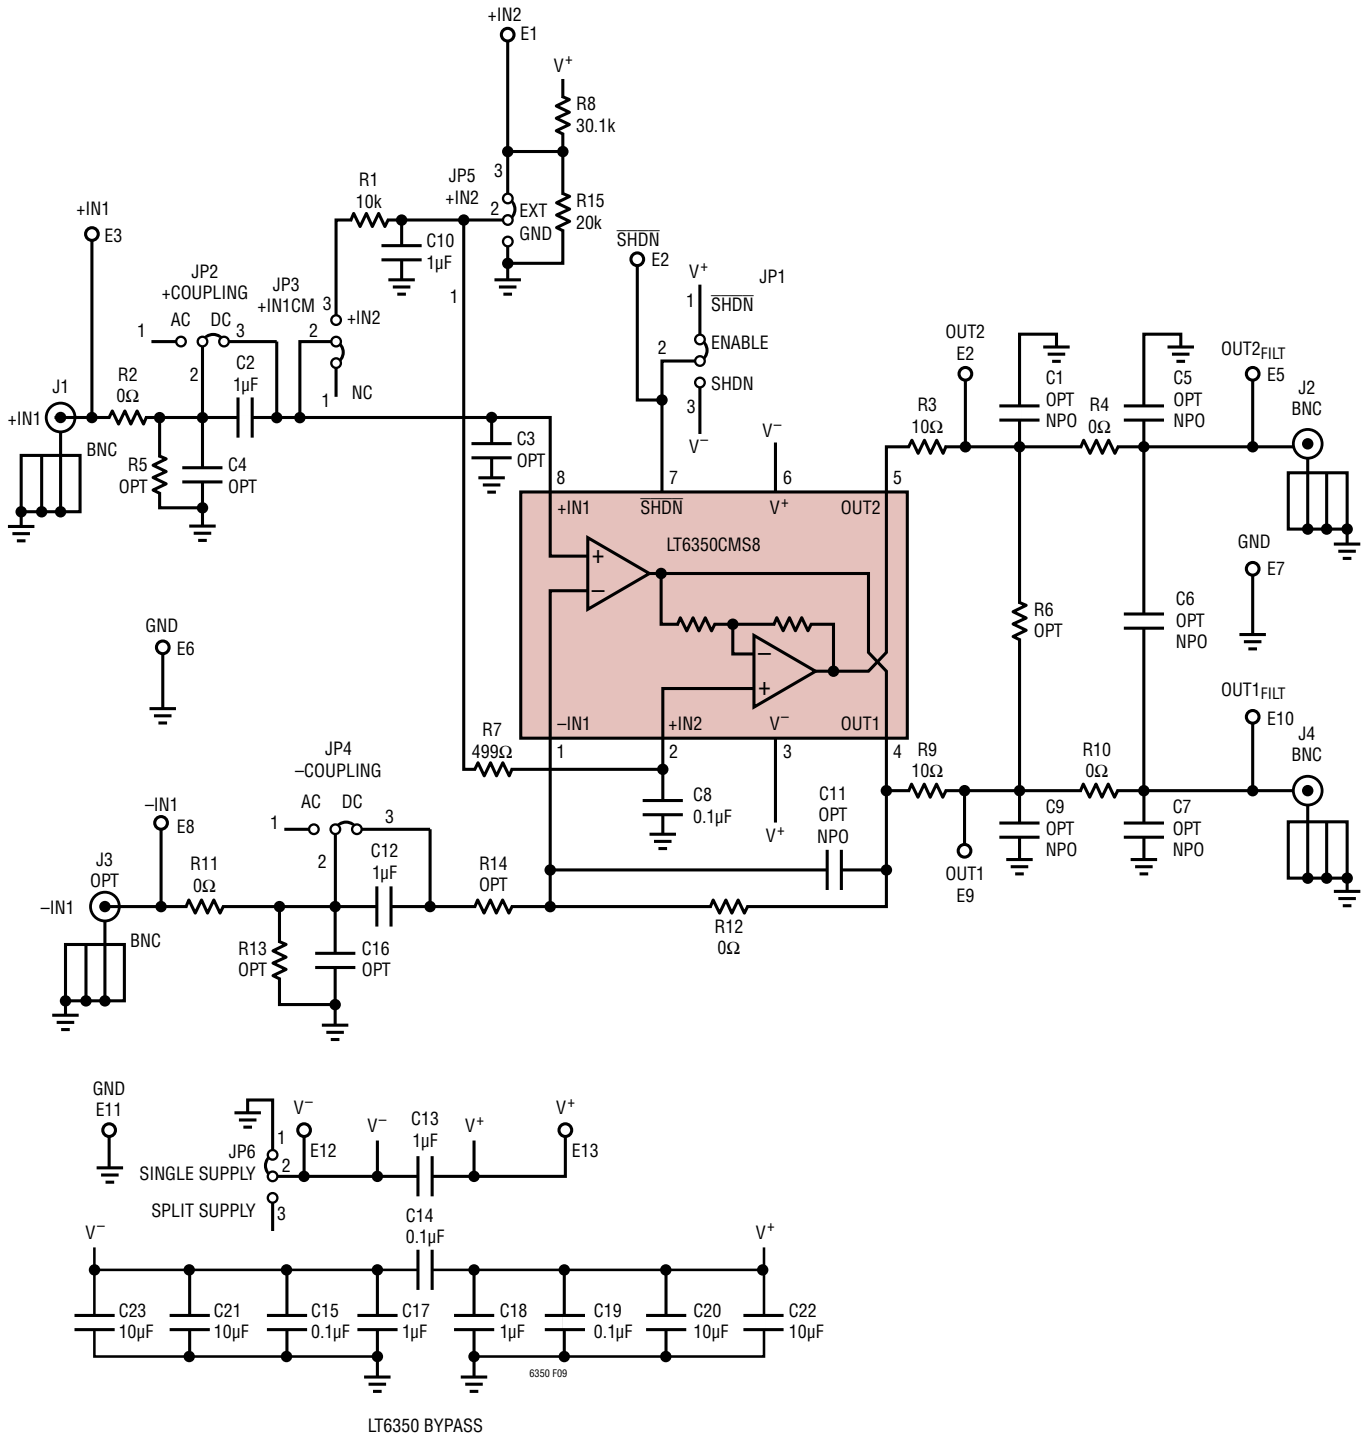 +IN2
E1
V+
R8
30.1k
3
JP5
+IN2
2
EXT
GND
R15
20k
R1
10k
C10
1µF
1
+IN1
E3
JP2
+COUPLING
1
AC
DC
3
2
JP3
+IN1CM
3
+IN2
2
1
NC
C2
1µF
J1
+IN1
BNC
R2
0Ω
R5
OPT
C4
OPT
C3
OPT
SHDN
E2
V+
JP1
1
SHDN
2
ENABLE
SHDN
3
V–
V–
8
7
6
5
+IN1
SHDN
V+
OUT2
LT6350CMS8
+
–
–
+
–IN1
+IN2
V–
OUT1
1
2
3
4
V+
OUT2
E2
R3
10Ω
C1
OPT
NPO
R4
0Ω
C5
OPT
NPO
OUT2FILT
E5
J2
BNC
GND
E7
R6
OPT
C6
OPT
NPO
OUT1FILT
E10
J4
BNC
R9
10Ω
R10
0Ω
C9
OPT
NPO
C7
OPT
NPO
OUT1
E9
GND
E6
R7
499Ω
C8
0.1µF
C11
OPT
NPO
JP4
–COUPLING
1
AC
DC
3
2
–IN1
E8
J3
OPT
–IN1
BNC
R11
0Ω
C12
1µF
R14
OPT
R13
OPT
C16
OPT
R12
0Ω
GND
E11
JP6
1
SINGLE SUPPLY
2
SPLIT SUPPLY
3
V–
E12
V–
C13
1µF
V+
V+
E13
V–
C14
0.1µF
V+
C23
10µF
C21
10µF
C15
0.1µF
C17
1µF
C18
1µF
C19
0.1µF
C20
10µF
C22
10µF
6350 F09
LT6350 BYPASS